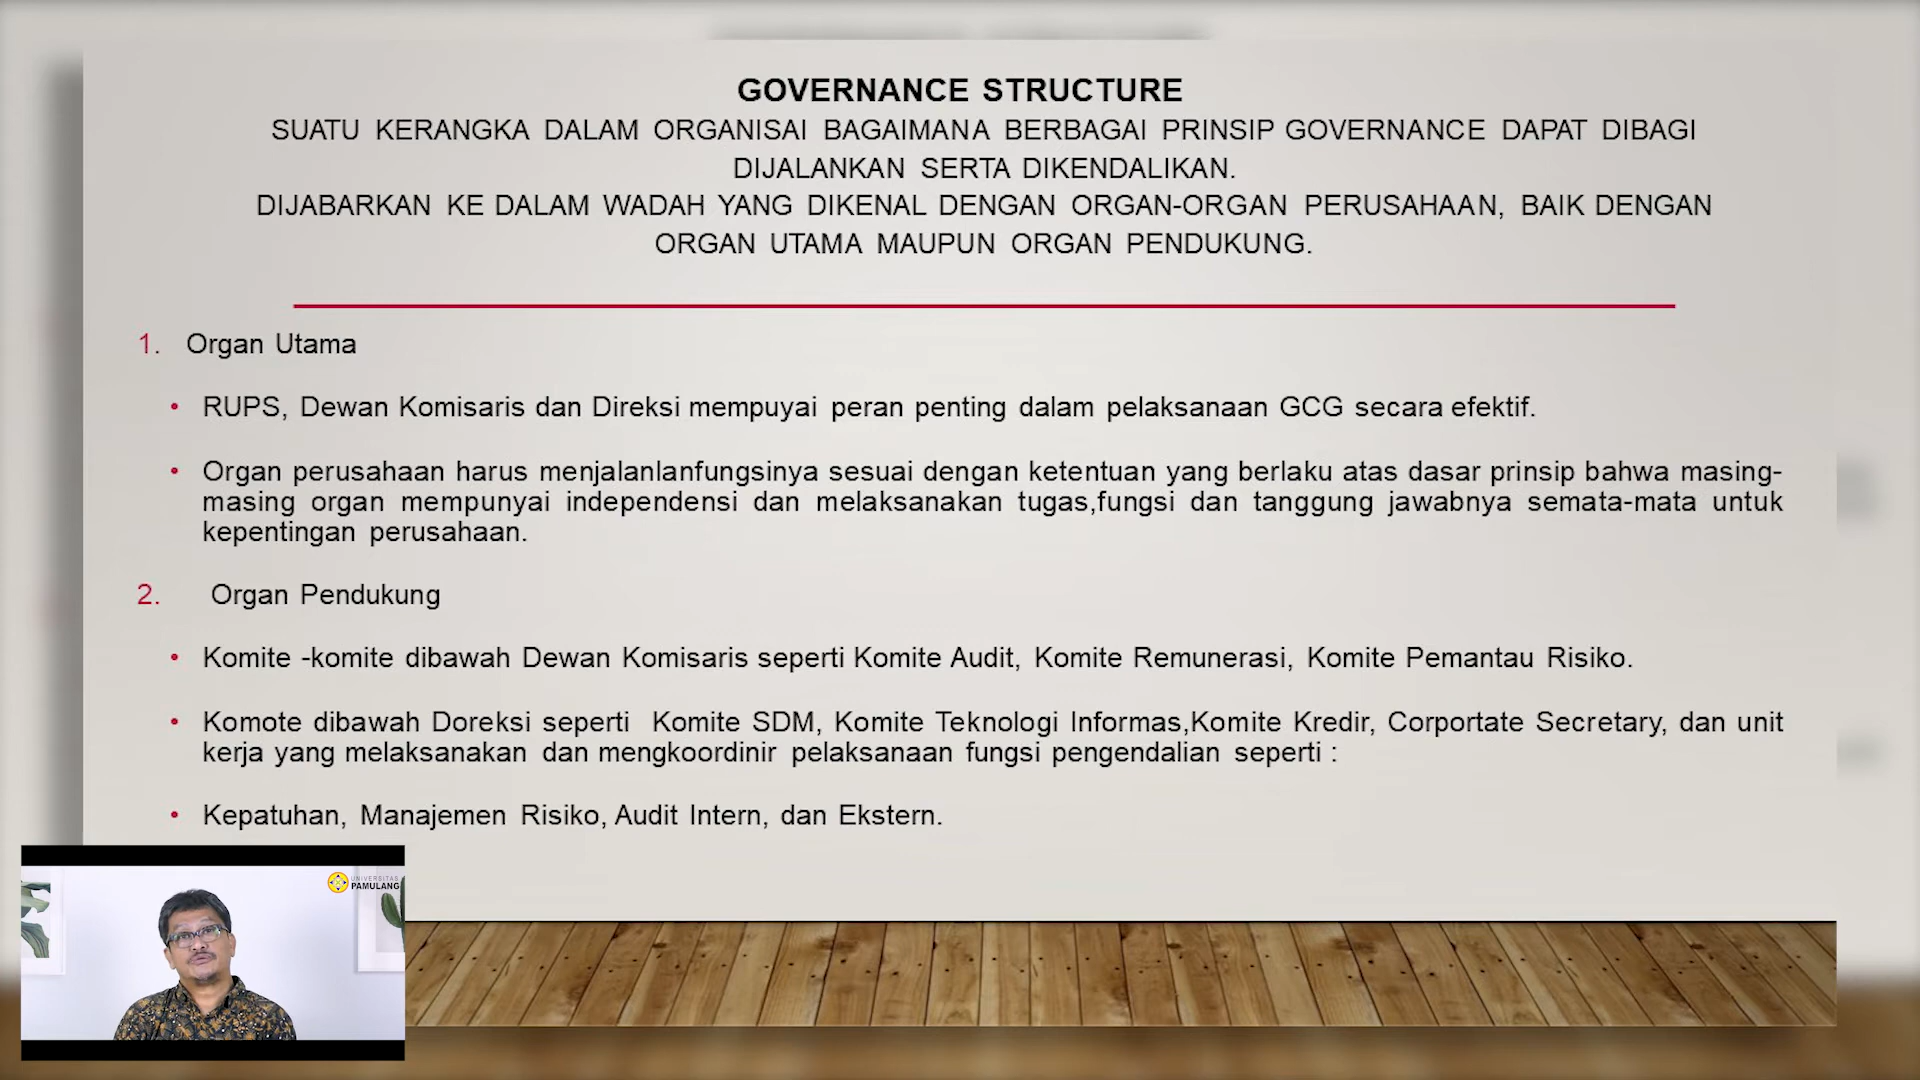 GOVERNANCE STRUCTURE
SUATU KERANGKA DALAM ORGANISAI BAGAIMANA BERBAGAI PRINSIP GOVERNANCE DAPAT DIBAGI
DIJALANKAN SERTA DIKENDALIKAN.
DIJABARKAN KE DALAM WADAH YANG DIKENAL DENGAN ORGAN-ORGAN PERUSAHAAN, BAIK DENGAN
ORGAN UTAMA MAUPUN ORGAN PENDUKUNG.
1. Organ Utama
• RUPS, Dewan Komisaris dan Direksi mempuyai peran penting dalam pelaksanaan GCG secara efektif.
• Organ perusahaan harus menjalanlanfungsinya sesuai dengan ketentuan yang berlaku atas dasar prinsip bahwa masing-
masing organ mempunyai independensi dan melaksanakan tugas,fungsi dan tanggung jawabnya semata-mata untuk
kepentingan perusahaan.
2. Organ Pendukung
• Komite -komite dibawah Dewan Komisaris seperti Komite Audit, Komite Remunerasi, Komite Pemantau Risiko.
• Komote dibawah Doreksi seperti Komite SDM, Komite Teknologi Informas,Komite Kredir, Corportate Secretary, dan unit
kerja yang melaksanakan dan mengkoordinir pelaksanaan fungsi pengendalian seperti :
• Kepatuhan, Manajemen Risiko, Audit Intern, dan Ekstern.
UNIVERSITAS
PAMULANG